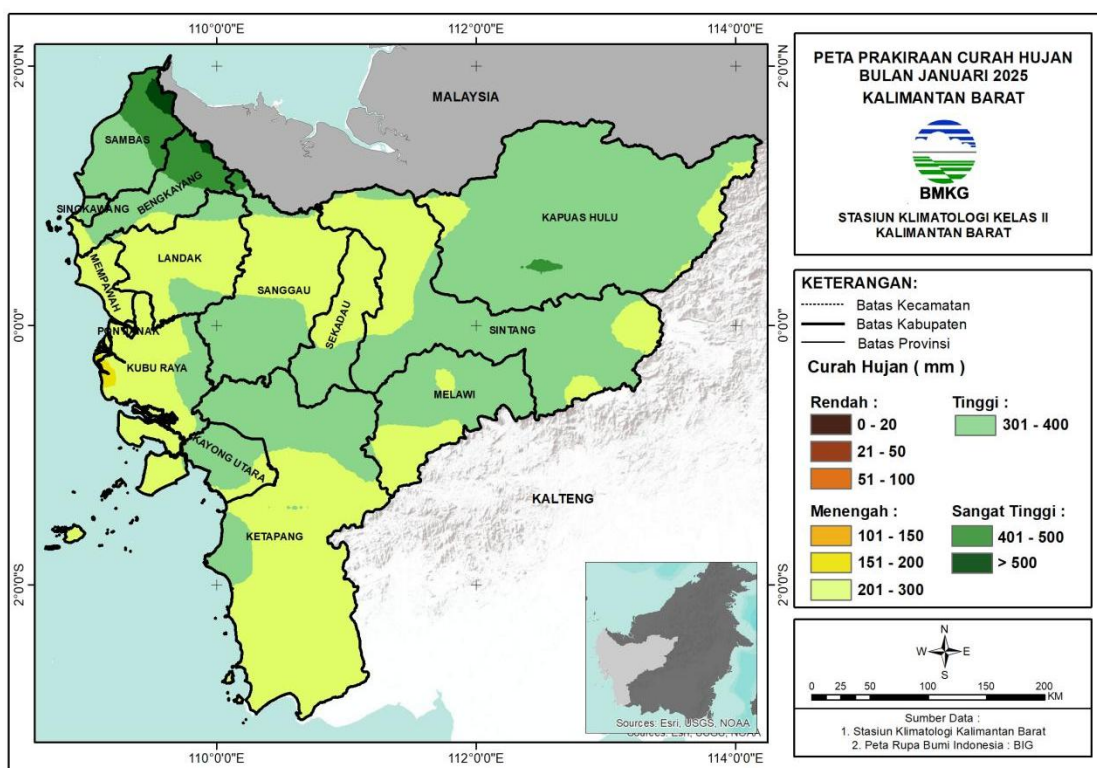 110°0'0"E
112°0'0"E
114°0'0"E
2°0'0"N
0°0'0"
2°0'0"S
2°0'0"N
0°0'0"
2°0'0"S
110°0'0"E
112°0'0"E
114°0'0"E
MALAYSIA
SAMBAS
BENGKAYANG
SINGKAWANG
KAPUAS HULU
LANDAK
MEMPAWAH
SANGGAU
SEKADAU
SINTANG
KUBU RAYA
MELAWI
KAYONG UTARA
KALTENG
KETAPANG
Sources: Esri, USGS, NOAA
PETA PRAKIRAAN CURAH HUJAN
BULAN JANUARI 2025
KALIMANTAN BARAT
BMKG
STASIUN KLIMATOLOGI KELAS II
KALIMANTAN BARAT
KETERANGAN:
Batas Kecamatan
Batas Kabupaten
Batas Provinsi
Curah Hujan ( mm )
Rendah :
0 - 20
21 - 50
51 - 100
Menengah :
101 - 150
151 - 200
201 - 300
Tinggi :
301 - 400
Sangat Tinggi :
401 - 500
> 500
N
W E
S
0 25 50 100 150 200
KM
Sumber Data :
1. Stasiun Klimatologi Kalimantan Barat
2. Peta Rupa Bumi Indonesia : BIG